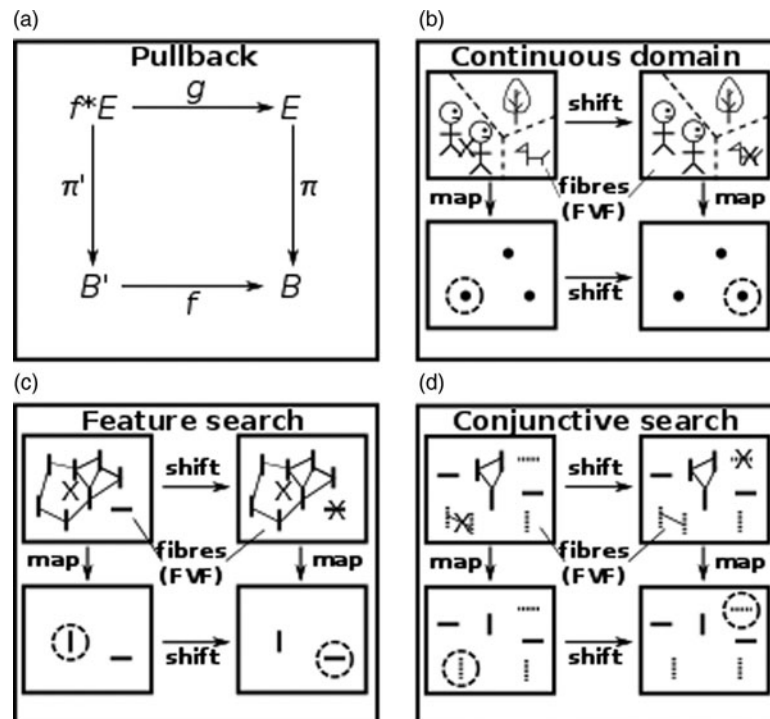 (a)
Pullback
f*E
g
E
π'
π
B'
f
B
(b)
Continuous domain
shift
map
fibres
(FVF)
map
shift
(c)
Feature search
shift
map
fibres
(FVF)
map
shift
(d)
Conjunctive search
shift
map
fibres
(FVF)
map
shift